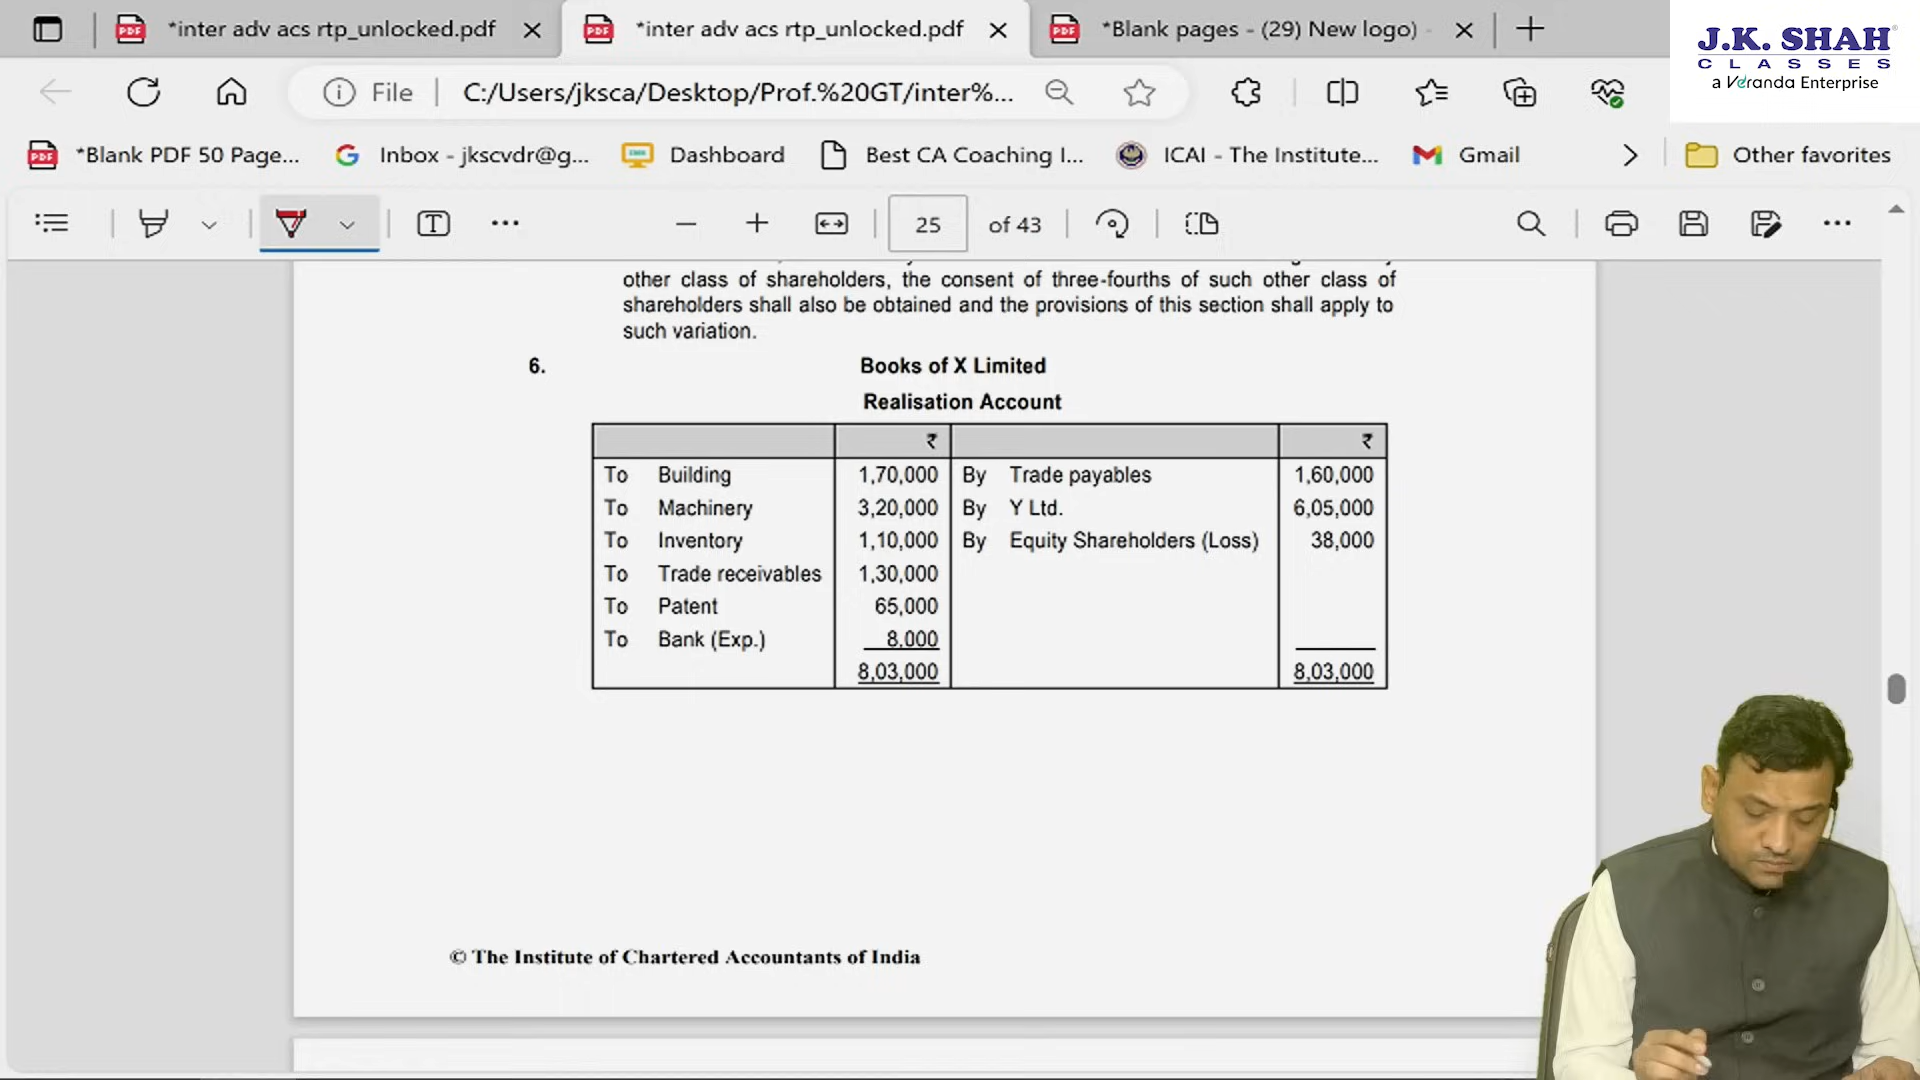 *inter adv acs rtp_unlocked.pdf
*inter adv acs rtp_unlocked.pdf
*Blank pages - (29) New logo) -
J.K. SHAH
CLASSES
a Veranda Enterprise
File
C:/Users/jksca/Desktop/Prof.%20GT/inter%...
*Blank PDF 50 Page...
Inbox - jkscvdr@g...
Dashboard
Best CA Coaching I...
ICAI - The Institute...
Gmail
Other favorites
25 of 43
other class of shareholders, the consent of three-fourths of such other class of
shareholders shall also be obtained and the provisions of this section shall apply to
such variation.
6. Books of X Limited
Realisation Account
₹ ₹
To Building 1,70,000 By Trade payables 1,60,000
To Machinery 3,20,000 By Y Ltd. 6,05,000
To Inventory 1,10,000 By Equity Shareholders (Loss) 38,000
To Trade receivables 1,30,000
To Patent 65,000
To Bank (Exp.) 8,000
8,03,000 8,03,000
© The Institute of Chartered Accountants of India